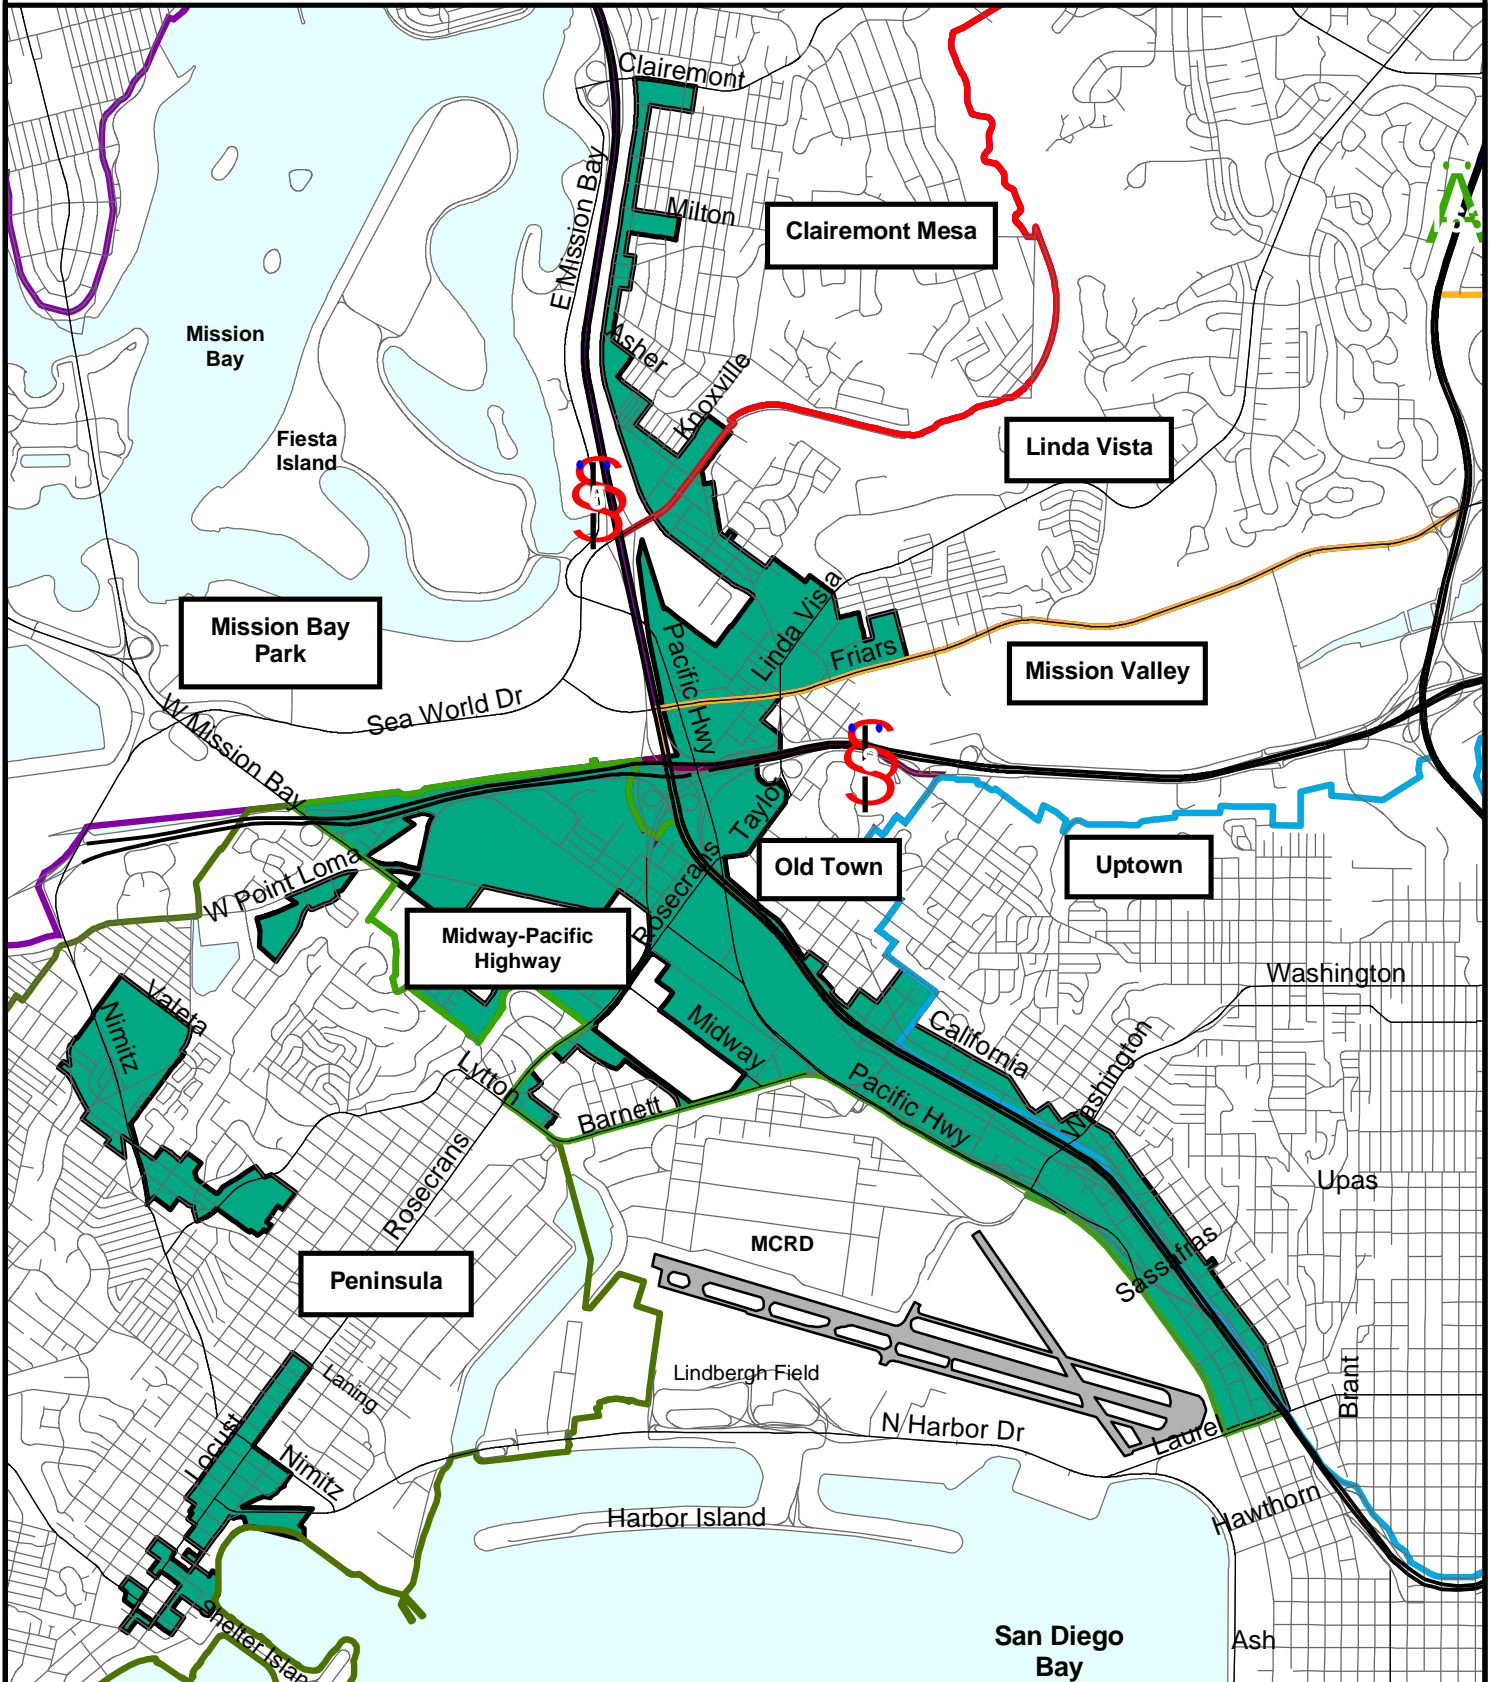 Clairemont
E Mission Bay
Milton
Clairemont Mesa
Mission
Bay
Asher
Knoxville
Fiesta
Island
Linda Vista
Linda Vista
Mission Bay
Park
Pacific Hwy
Friars
Mission Valley
Sea World Dr
W Mission Bay
Taylor
Old Town
Uptown
W Point Loma
Rosecrans
Midway-Pacific
Highway
Washington
Valeta
Nimitz
Midway
California
Washington
Lytton
Barnett
Pacific Hwy
Rosecrans
Upas
MCRD
Sassafras
Peninsula
Laning
Lindbergh Field
Brant
Locust
N Harbor Dr
Laurel
Nimitz
Harbor Island
Hawthorn
Shelter Islan
San Diego
Bay
Ash